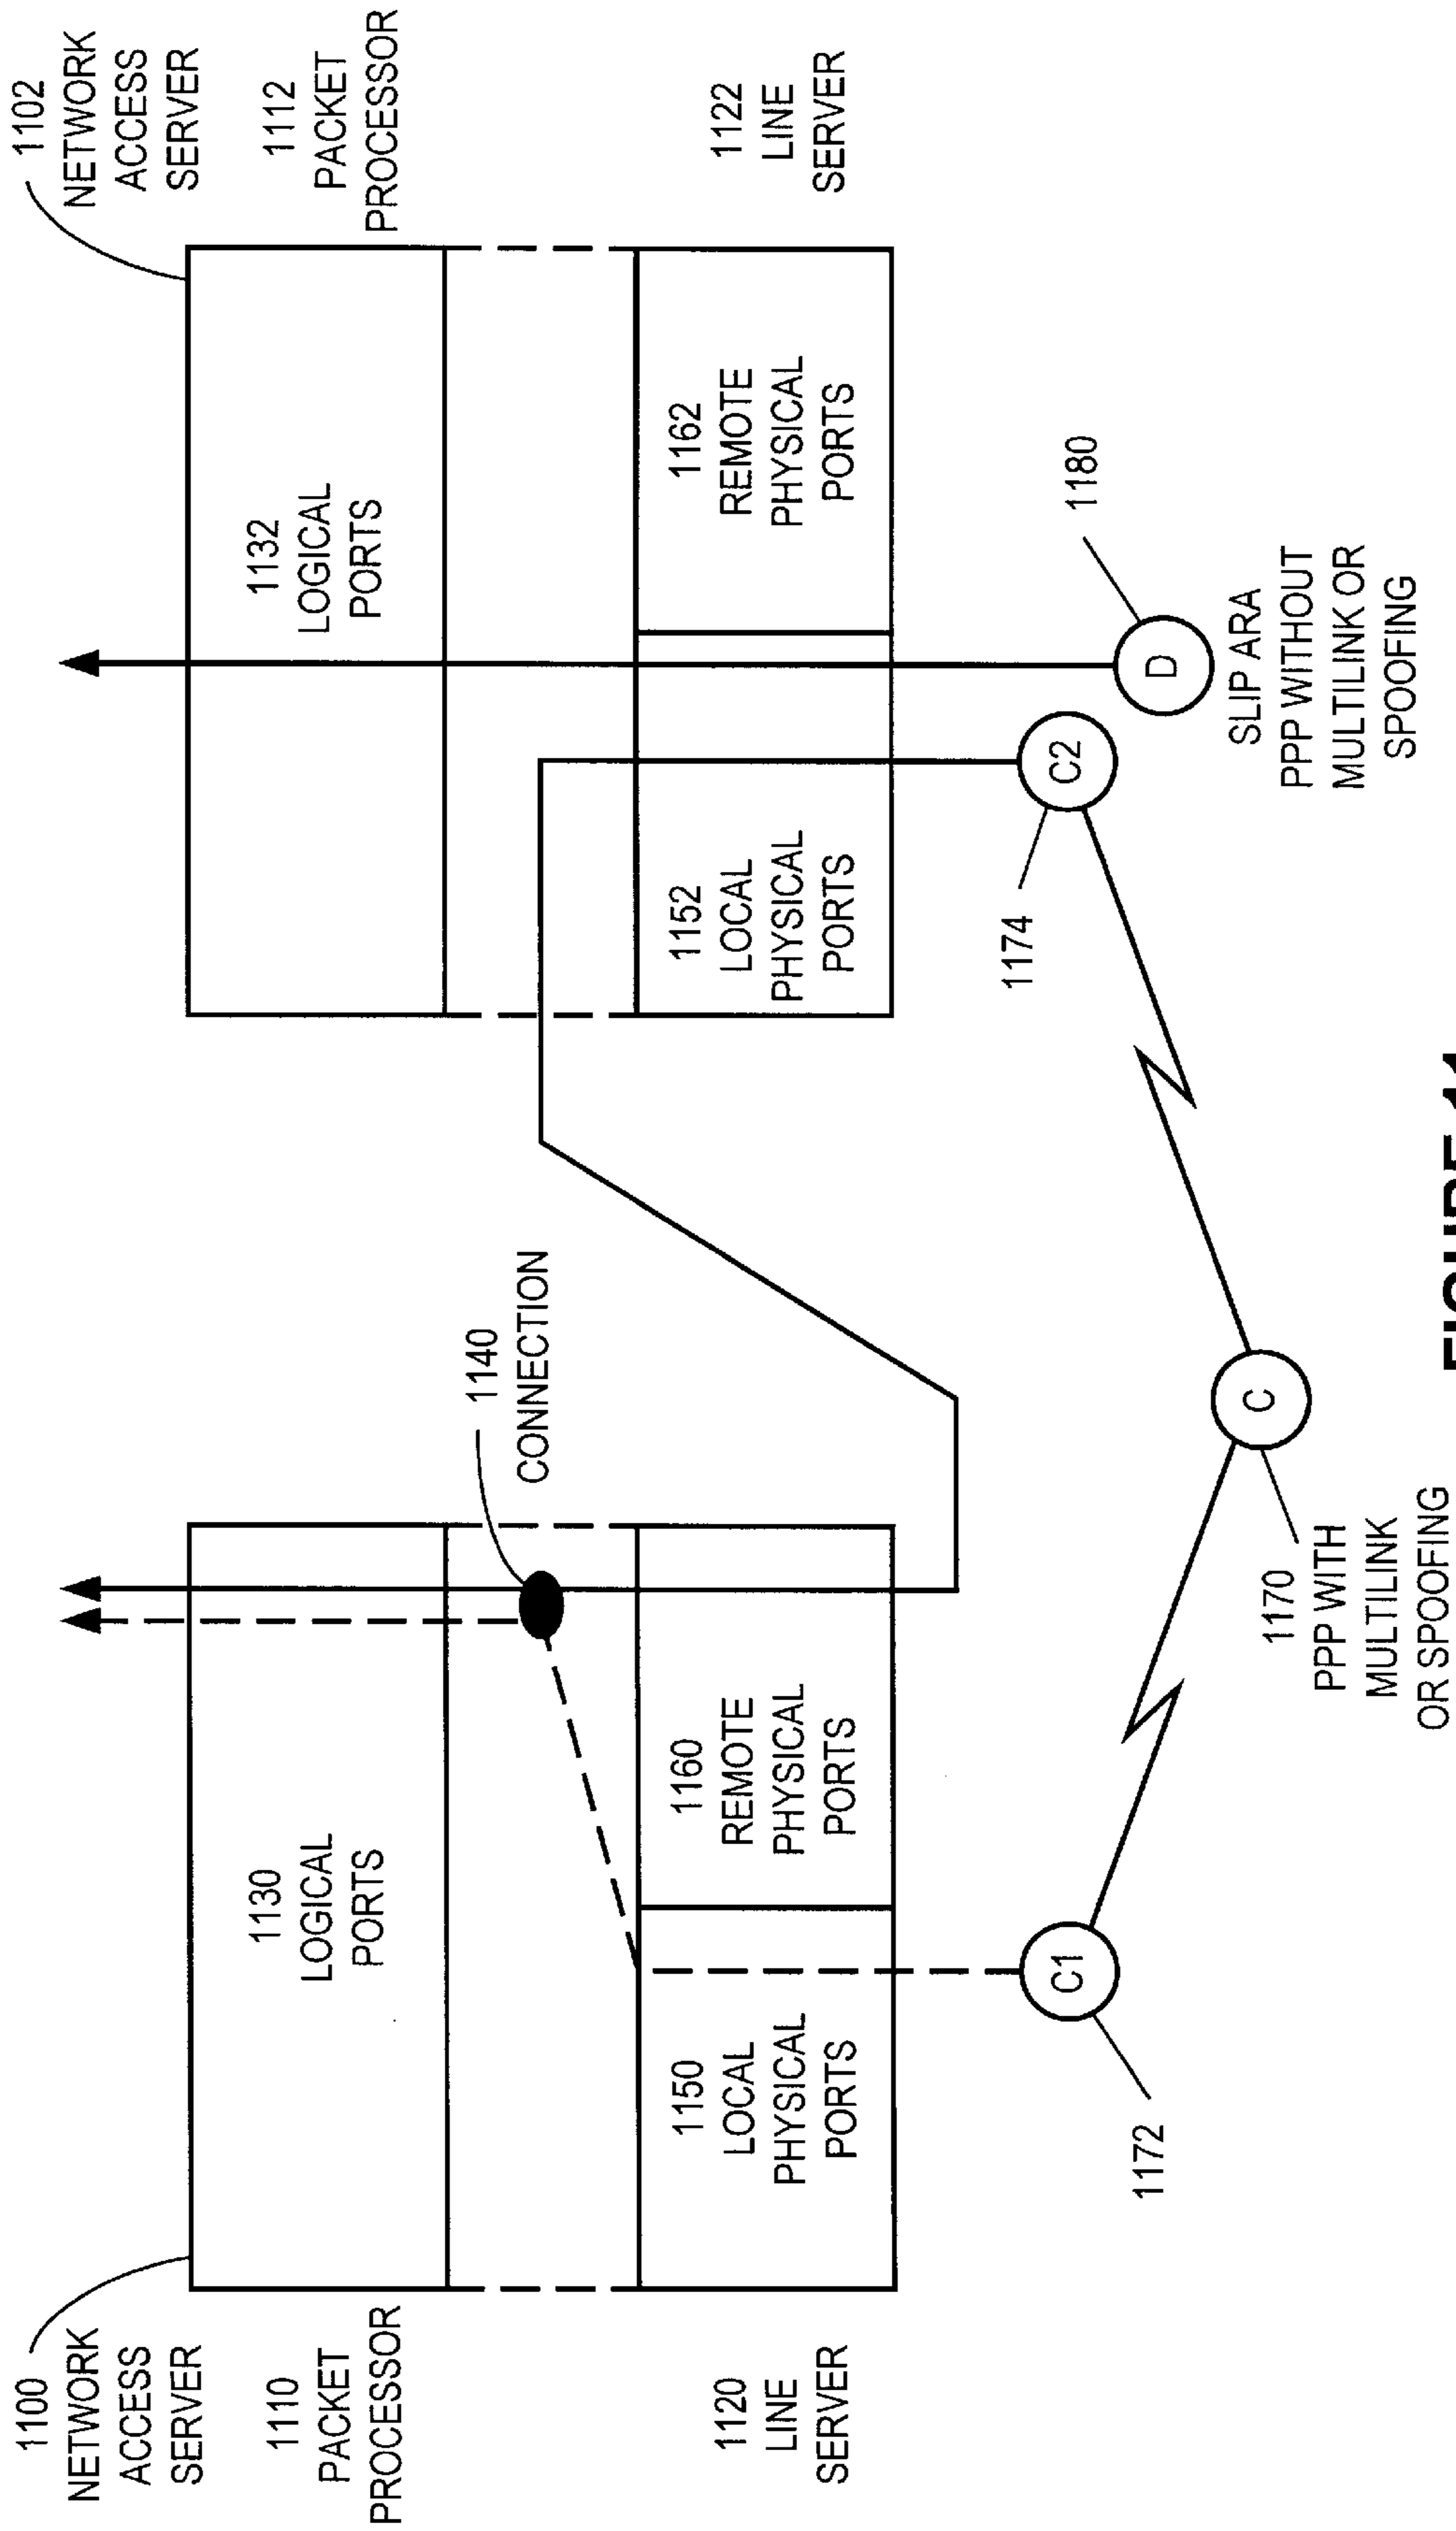 1100
NETWORK
ACCESS
SERVER
1110
PACKET
PROCESSOR
1120
LINE
SERVER
1130
LOGICAL
PORTS
1150
LOCAL
PHYSICAL
PORTS
1160
REMOTE
PHYSICAL
PORTS
1140
CONNECTION
1102
NETWORK
ACCESS
SERVER
1112
PACKET
PROCESSOR
1122
LINE
SERVER
1132
LOGICAL
PORTS
1152
LOCAL
PHYSICAL
PORTS
1162
REMOTE
PHYSICAL
PORTS
C1
1172
C
1170
PPP WITH
MULTILINK
OR SPOOFING
C2
1174
D
1180
SLIP ARA
PPP WITHOUT
MULTILINK OR
SPOOFING
FIGURE 11